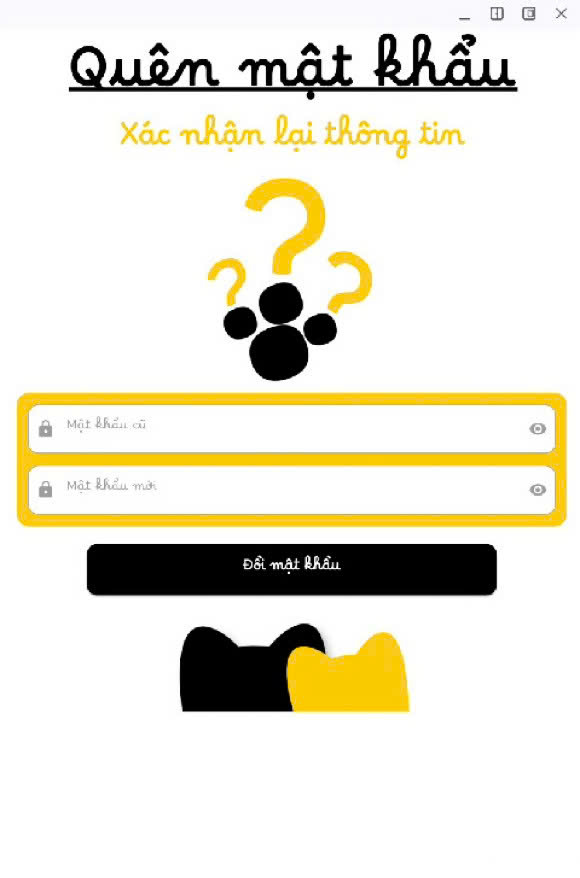 Quên mật khẩu
Xác nhận lại thông tin
Mật khẩu cũ
Mật khẩu mới
Đổi mật khẩu